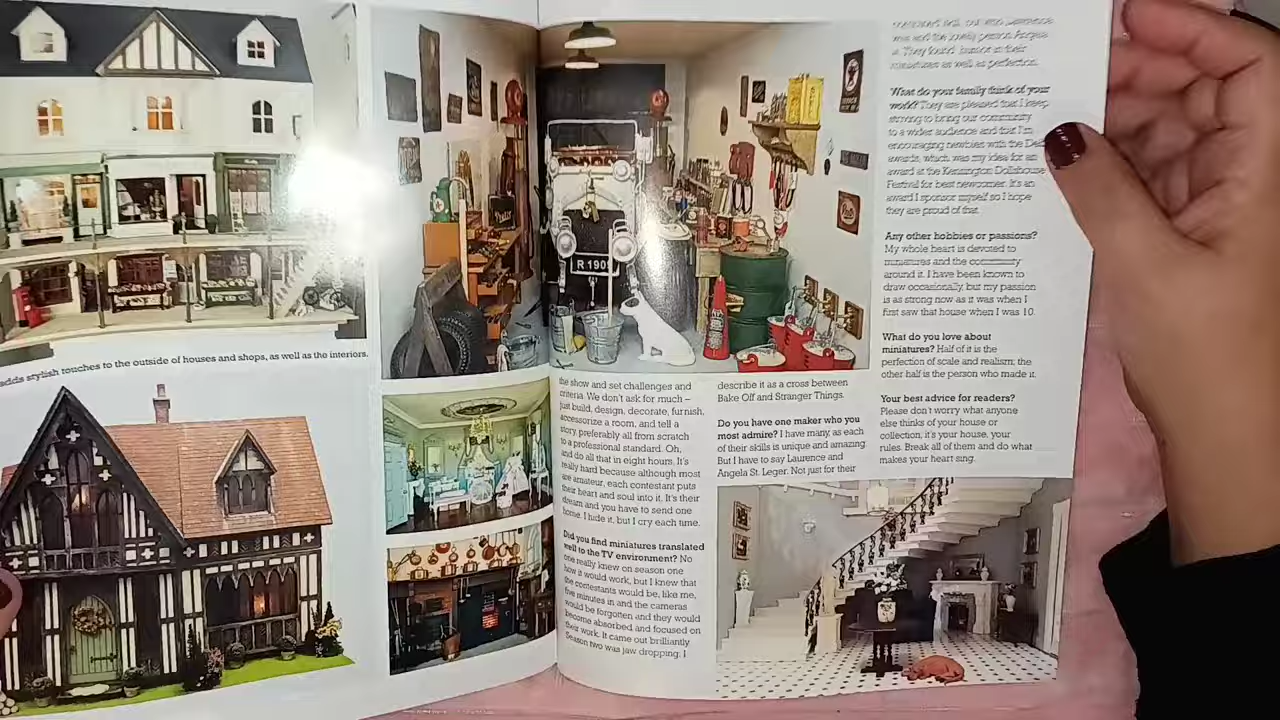 adds stylish touches to the outside of houses and shops, as well as the interiors.
R.1909
the show and set challenges and
criteria. We don't ask for much –
just build, design, decorate, furnish,
accessorize a room, and tell a
story, preferably all from scratch
to a professional standard. Oh,
and do all that in eight hours. It's
really hard because although most
are amateur, each contestant puts
their heart and soul into it. It's their
dream and you have to send one
home. I hide it, but I cry each time.
Did you find miniatures translated
well to the TV environment? No
one really knew on season one
how it would work, but I knew that
the contestants would be, like me,
five minutes in and the cameras
would be forgotten and they would
become absorbed and focused on
their work. It came out brilliantly.
Season two was jaw dropping. I
describe it as a cross between
Bake Off and Stranger Things.
Do you have one maker who you
most admire? I have many, as each
of their skills is unique and amazing.
But I have to say Laurence and
Angela St. Leger. Not just for their
was and the lovely person Angela
is. They found humor in their
miniatures as well as perfection.
What do your family think of your
work? They are pleased that I keep
striving to bring our community
to a wider audience and that I'm
encouraging newbies with the
awards, which was my idea for an
award at the Kensington Dollshouse
Festival for best newcomer. It's an
award I sponsor myself so I hope
they are proud of that.
Any other hobbies or passions?
My whole heart is devoted to
miniatures and the community
around it. I have been known to
draw occasionally, but my passion
is as strong now as it was when I
first saw that house when I was 10.
What do you love about
miniatures? Half of it is the
perfection of scale and realism; the
other half is the person who made it.
Your best advice for readers?
Please don't worry what anyone
else thinks of your house or
collection, it's your house, your
rules. Break all of them and do what
makes your heart sing.